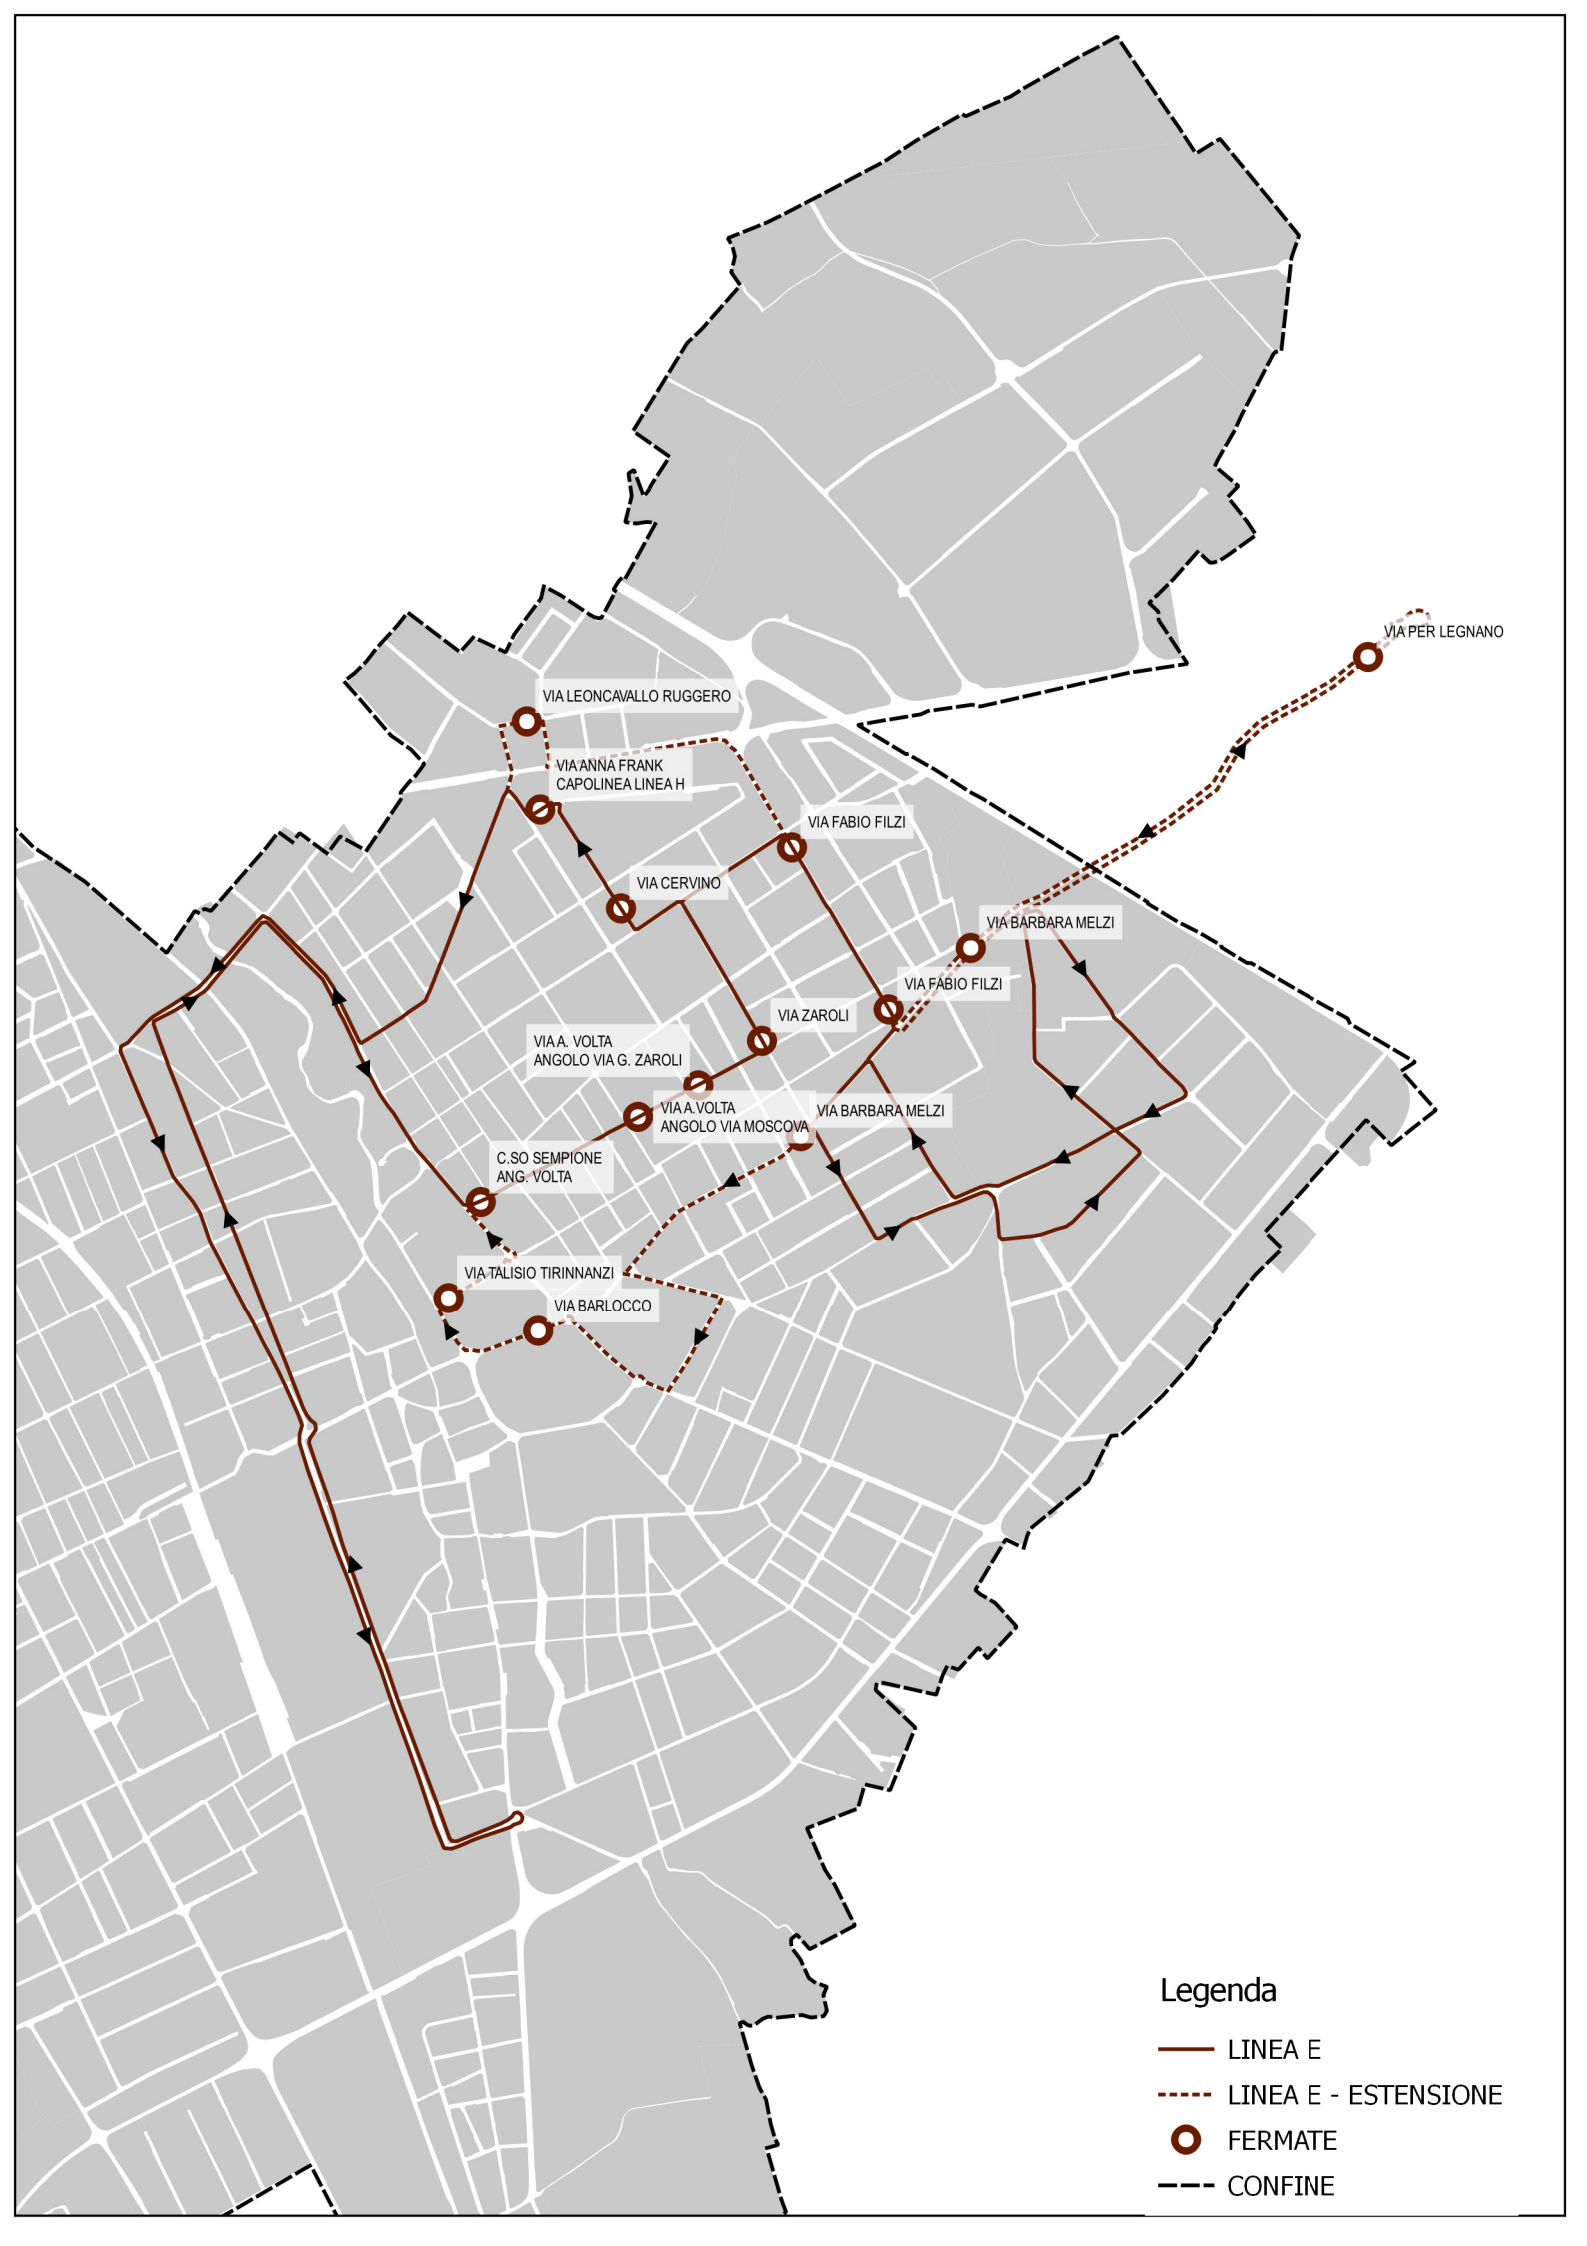 VIA PER LEGNANO
VIA LEONCAVALLO RUGGERO
VIA ANNA FRANK
CAPOLINEA LINEA H
VIA FABIO FILZI
VIA CERVINO
VIA BARBARA MELZI
VIA FABIO FILZI
VIA ZAROLI
VIA A. VOLTA
ANGOLO VIA G. ZAROLI
VIA A.VOLTA
ANGOLO VIA MOSCOVA
VIA BARBARA MELZI
C.SO SEMPIONE
ANG. VOLTA
VIA TALISIO TIRINNANZI
VIA BARLOCCO
Legenda
LINEA E
LINEA E - ESTENSIONE
FERMATE
CONFINE